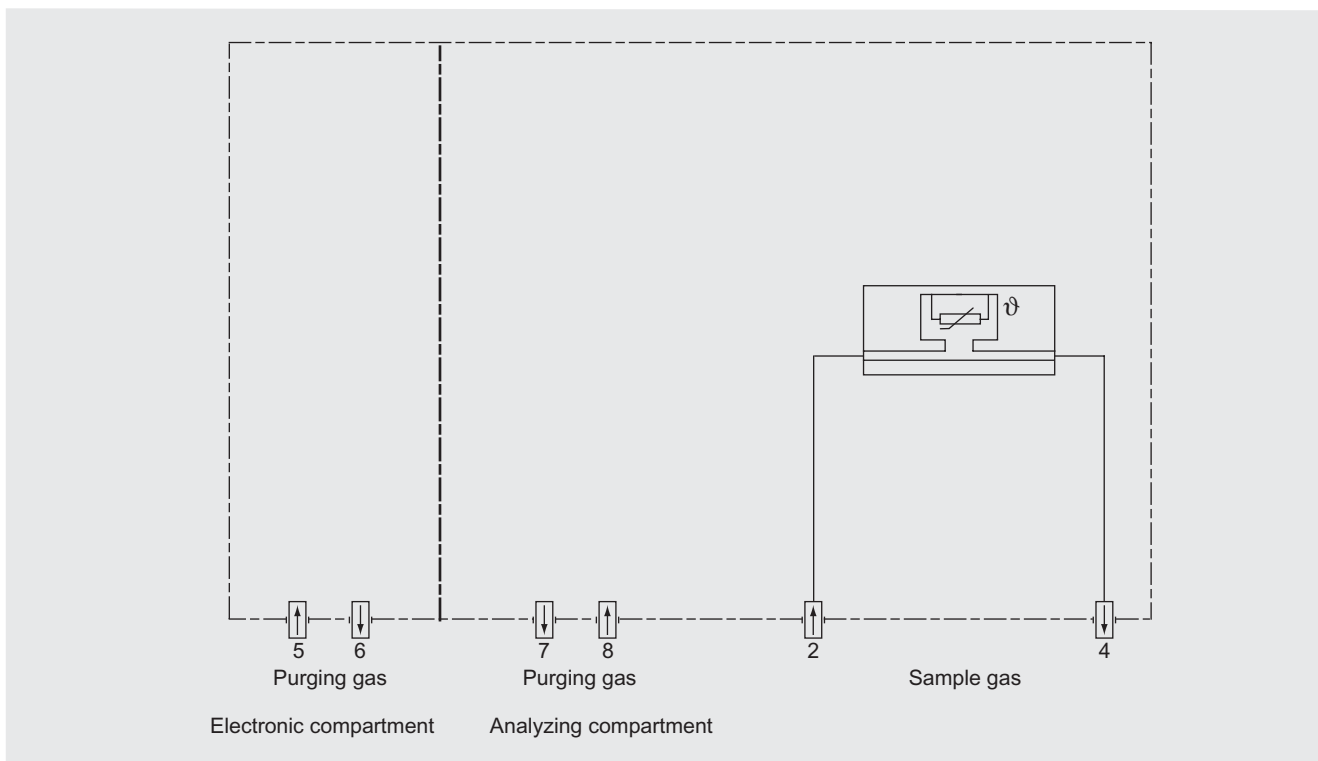 ϑ
5 6 7 8 2 4
Purging gas Purging gas Sample gas
Electronic compartment Analyzing compartment